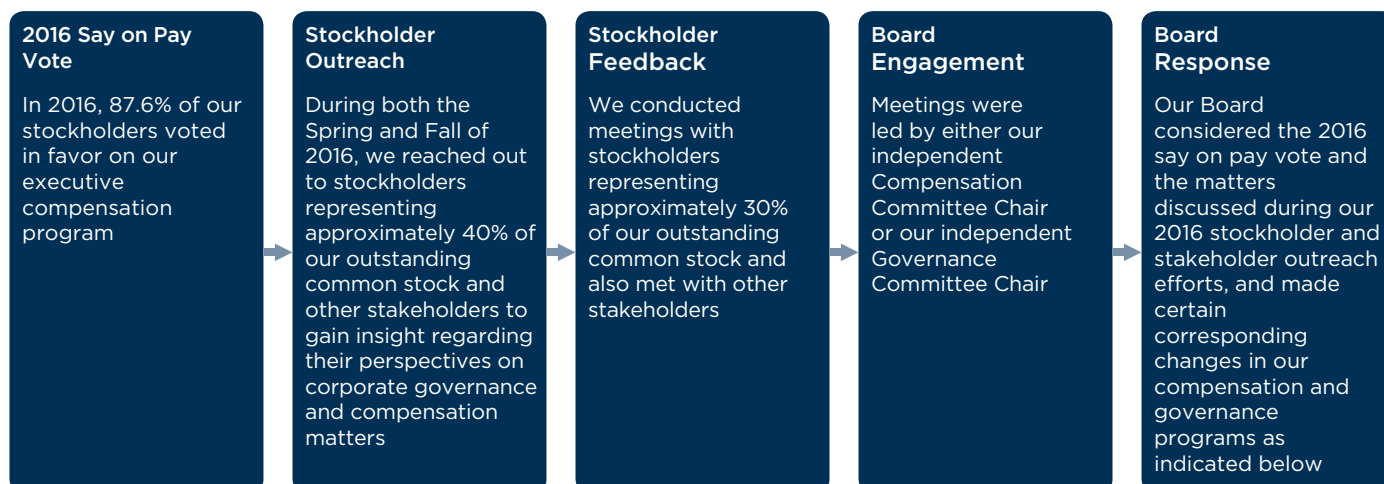 2016 Say on Pay
Vote
In 2016, 87.6% of our
stockholders voted
in favor on our
executive
compensation
program
Stockholder
Outreach
During both the
Spring and Fall of
2016, we reached out
to stockholders
representing
approximately 40% of
our outstanding
common stock and
other stakeholders to
gain insight regarding
their perspectives on
corporate governance
and compensation
matters
Stockholder
Feedback
We conducted
meetings with
stockholders
representing
approximately 30%
of our outstanding
common stock and
also met with other
stakeholders
Board
Engagement
Meetings were
led by either our
independent
Compensation
Committee Chair
or our independent
Governance
Committee Chair
Board
Response
Our Board
considered the 2016
say on pay vote and
the matters
discussed during our
2016 stockholder and
stakeholder outreach
efforts, and made
certain
corresponding
changes in our
compensation and
governance
programs as
indicated below